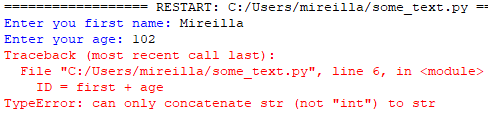 =================== RESTART: C:/Users/mireilla/some_text.py ==
Enter you first name: Mireilla
Enter your age: 102
Traceback (most recent call last):
  File "C:/Users/mireilla/some_text.py", line 6, in <module>
    ID = first + age
TypeError: can only concatenate str (not "int") to str